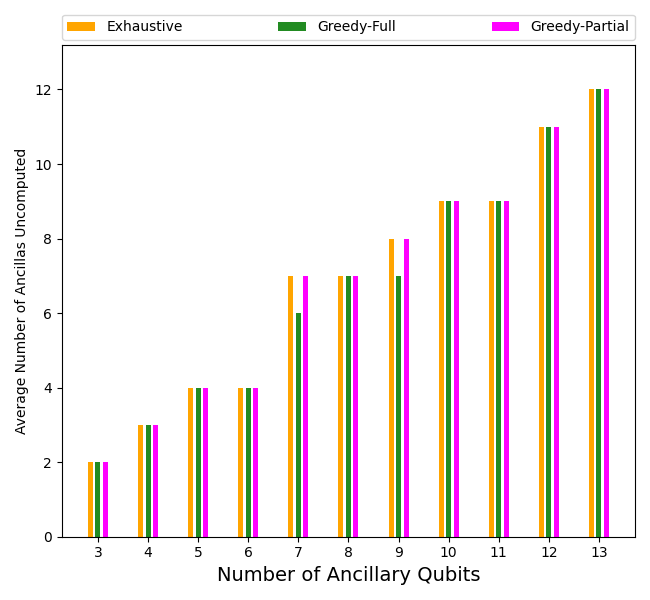 Exhaustive Greedy-Full Greedy-Partial
Average Number of Ancillas Uncomputed
12
10
8
6
4
2
0
3 4 5 6 7 8 9 10 11 12 13
Number of Ancillary Qubits